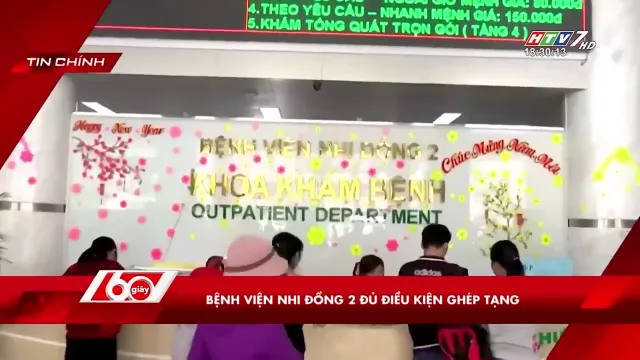 4.THEO YÊU CẦU – NHANH MỆNH GIÁ: 150.000đ
5.KHÁM TỔNG QUÁT TRỌN GÓI ( TẦNG 4 )
HTV7 HD
18:30:13
TIN CHÍNH
Happy New Year
Chúc Mừng Năm Mới
BỆNH VIỆN NHI ĐỒNG 2
KHOA KHÁM BỆNH
OUTPATIENT DEPARTMENT
adidas
60 giây
BỆNH VIỆN NHI ĐỒNG 2 ĐỦ ĐIỀU KIỆN GHÉP TẠNG